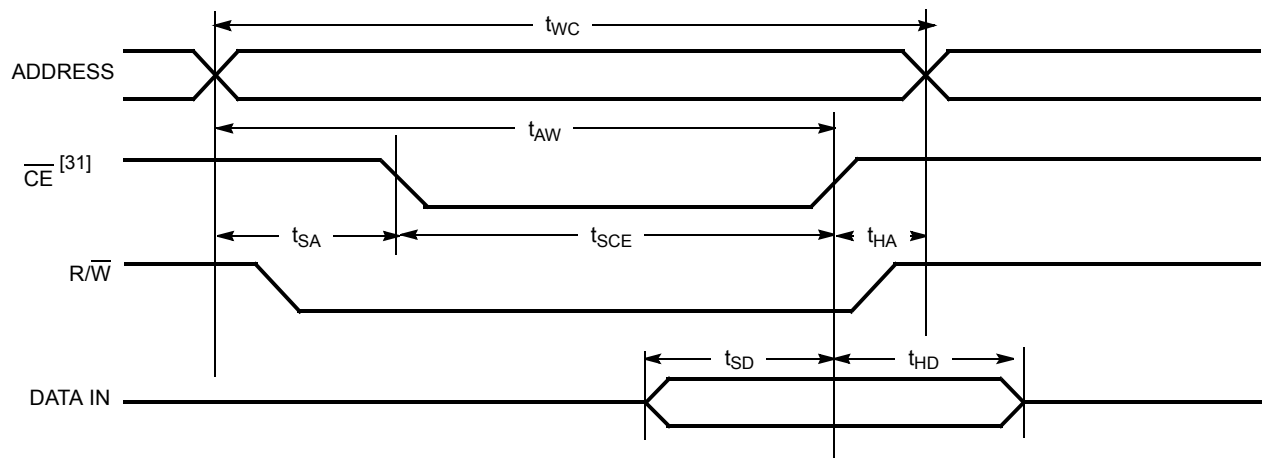 tWC
ADDRESS
tAW
CE [31]
tSA
tSCE
tHA
R/W
tSD
tHD
DATA IN